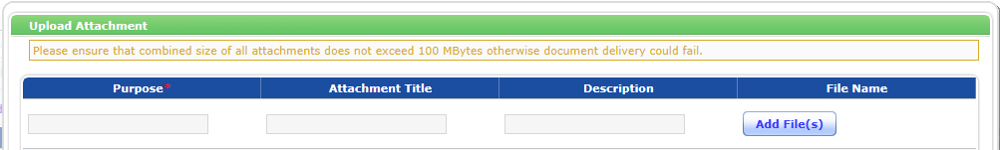 Upload Attachment
Please ensure that combined size of all attachments does not exceed 100 MBytes otherwise document delivery could fail.
Purpose* Attachment Title Description File Name
Add File(s)